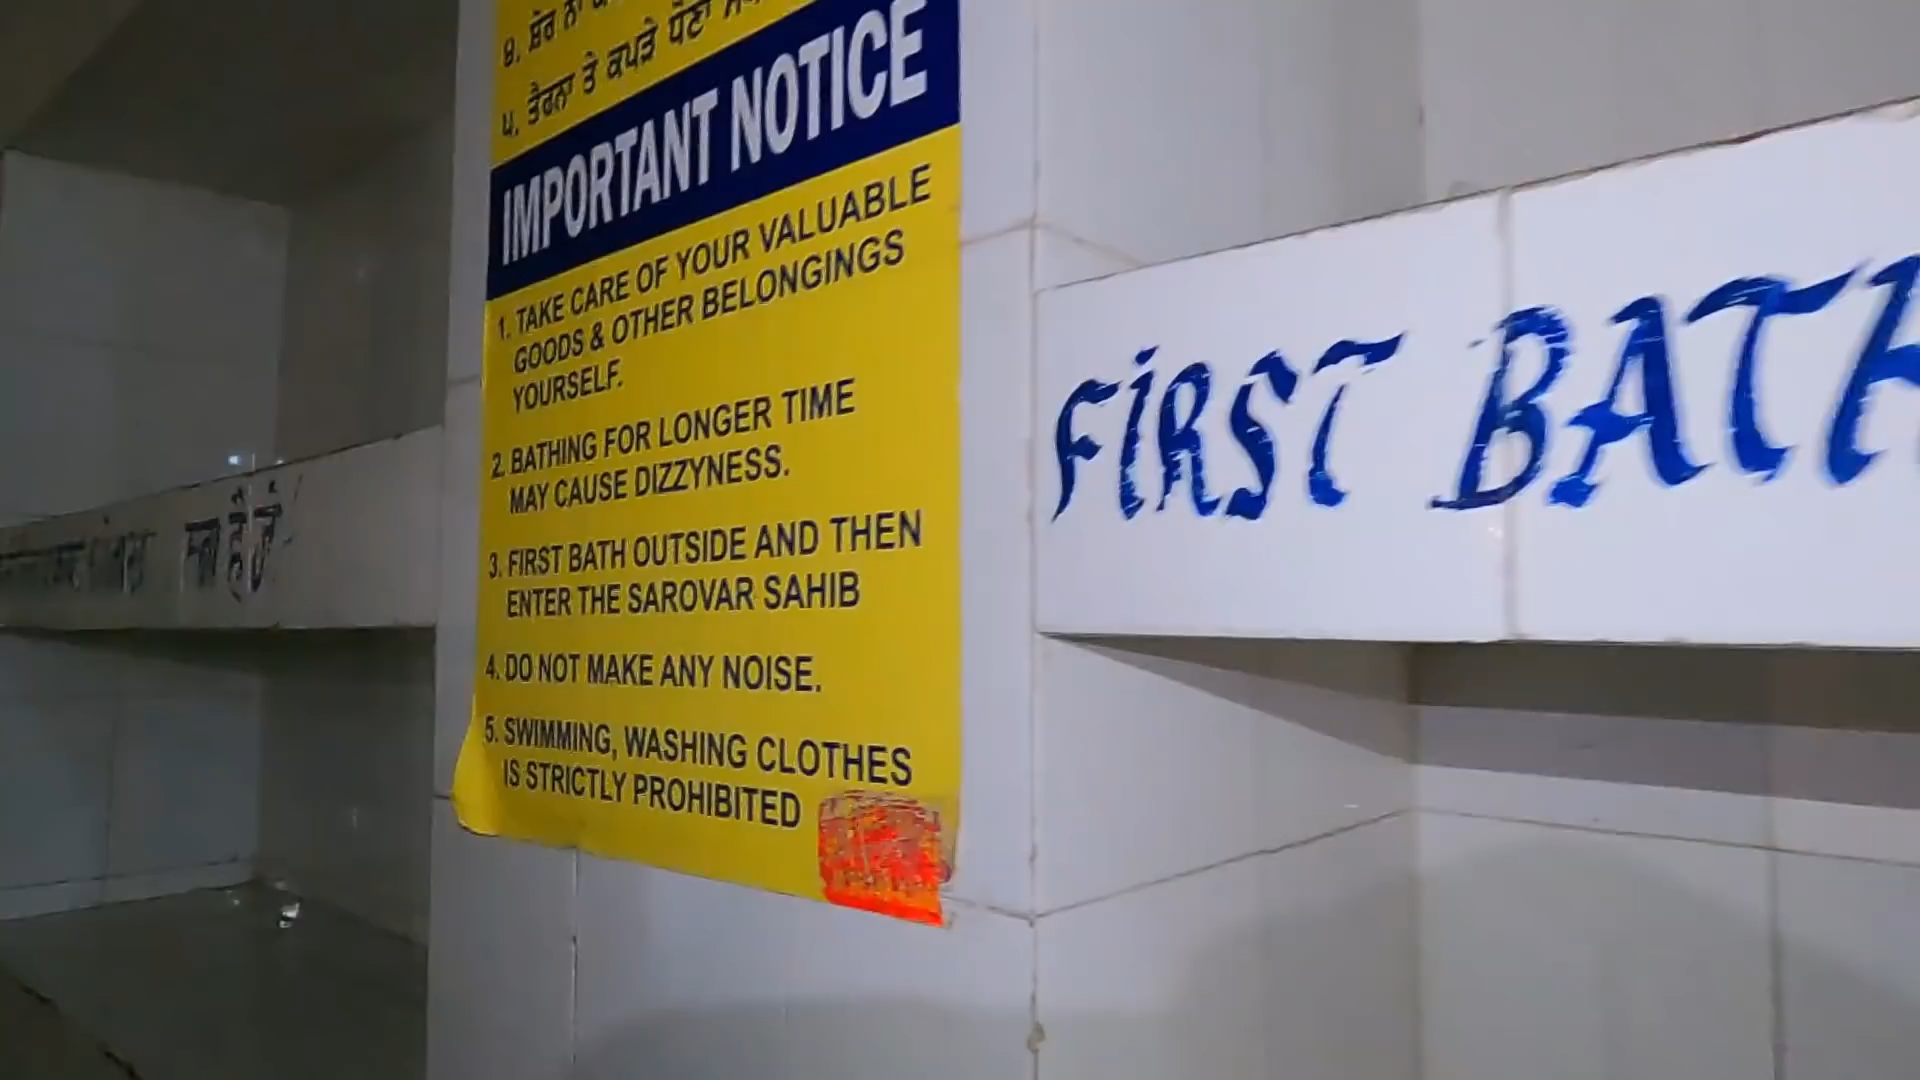 ੪. ਸ਼ੋਰ ਨਾ
੫. ਤੈਰਨਾ ਤੇ ਕਪੜੇ ਧੋਣਾ
IMPORTANT NOTICE
1. TAKE CARE OF YOUR VALUABLE
GOODS & OTHER BELONGINGS
YOURSELF.
2. BATHING FOR LONGER TIME
MAY CAUSE DIZZYNESS.
3. FIRST BATH OUTSIDE AND THEN
ENTER THE SAROVAR SAHIB
4. DO NOT MAKE ANY NOISE.
5. SWIMMING, WASHING CLOTHES
IS STRICTLY PROHIBITED
FIRST BATH